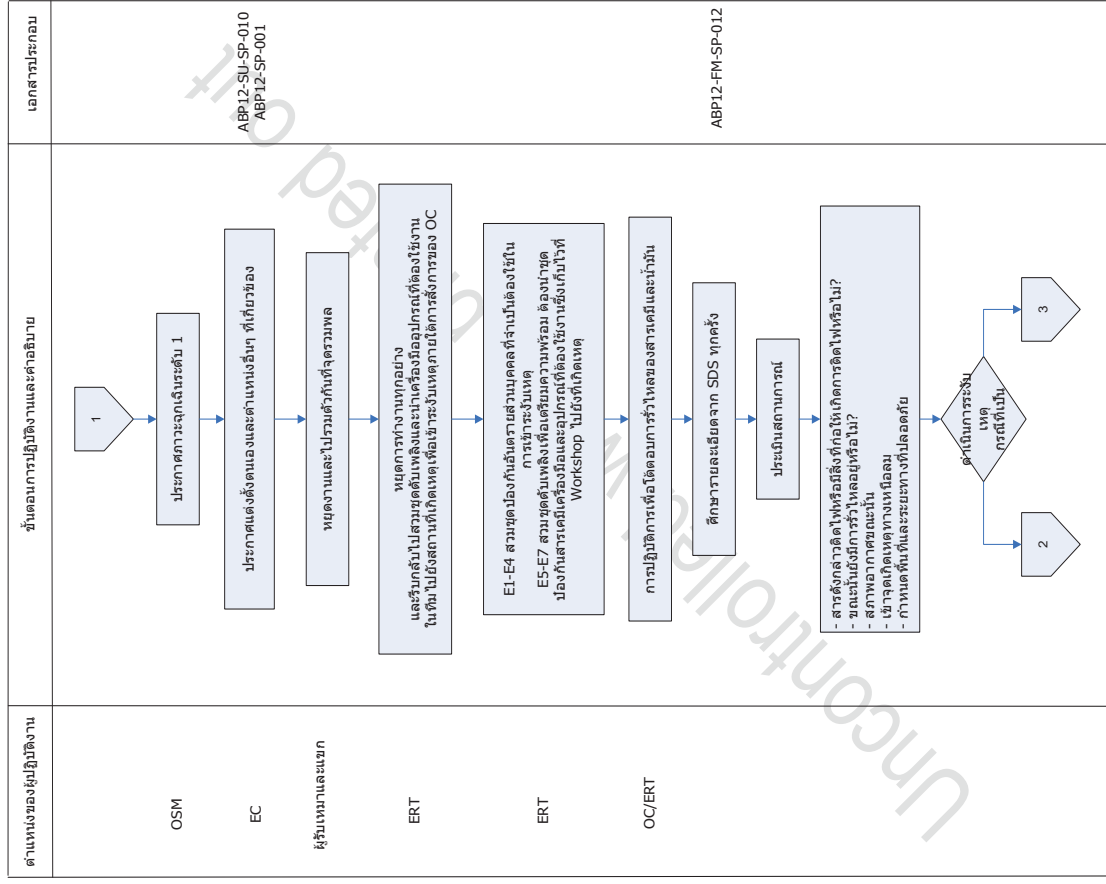 ตำแหน่งของผู้ปฏิบัติงาน
ขั้นตอนการปฏิบัติงานและคำอธิบาย
เอกสารประกอบ
1
OSM
ประกาศภาวะฉุกเฉินระดับ 1
EC
ประกาศแต่งตั้งตนเองและตำแหน่งอื่นๆ ที่เกี่ยวข้อง
ABP12-SU-SP-010
ABP12-SP-001
ผู้รับเหมาและแขก
หยุดงานและไปรวมตัวกันที่จุดรวมพล
ERT
หยุดการทำงานทุกอย่าง
และรีบกลับไปสวมชุดดับเพลิงและนำเครื่องมืออุปกรณ์ที่ต้องใช้งาน
ในทีมไปยังสถานที่เกิดเหตุเพื่อเข้าระงับเหตุภายใต้การสั่งการของ OC
ERT
E1-E4 สวมชุดป้องกันอันตรายส่วนบุคคลที่จำเป็นต้องใช้ใน
การเข้าระงับเหตุ
E5-E7 สวมชุดดับเพลิงเพื่อเตรียมความพร้อม ต้องนำชุด
ป้องกันสารเคมีเครื่องมือและอุปกรณ์ที่ต้องใช้งานซึ่งเก็บไว้ที่
Workshop ไปยังที่เกิดเหตุ
OC/ERT
การปฏิบัติการเพื่อโต้ตอบการรั่วไหลของสารเคมีและน้ำมัน
ศึกษารายละเอียดจาก SDS ทุกครั้ง
ABP12-FM-SP-012
ประเมินสถานการณ์
- สารดังกล่าวติดไฟหรือมีสิ่งที่ก่อให้เกิดการติดไฟหรือไม่?
- ขณะนั้นยังมีการรั่วไหลอยู่หรือไม่?
- สภาพอากาศขณะนั้น
- เข้าจุดเกิดเหตุทางเหนือลม
- กำหนดพื้นที่และระยะทางที่ปลอดภัย
ดำเนินการระงับ
เหตุ
กรณีที่เป็น
2
3
Uncontrolled when printed out